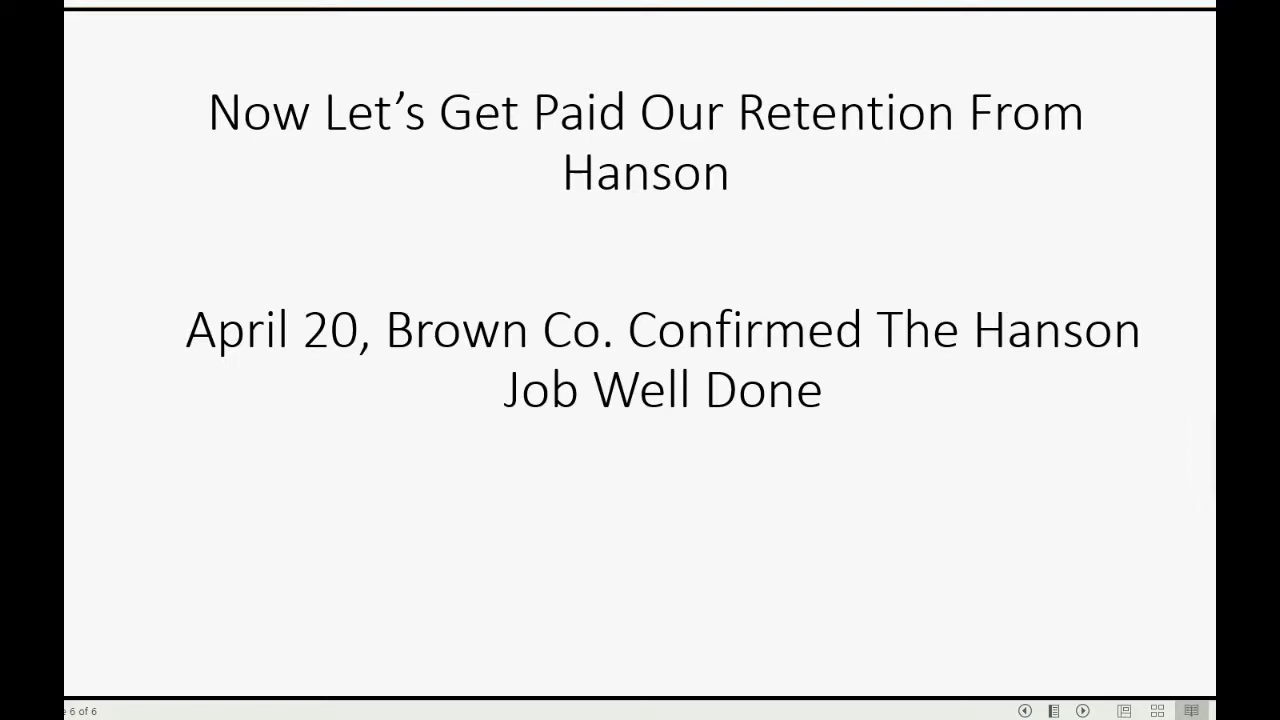 Now Let’s Get Paid Our Retention From
Hanson
April 20, Brown Co. Confirmed The Hanson
Job Well Done
6 of 6